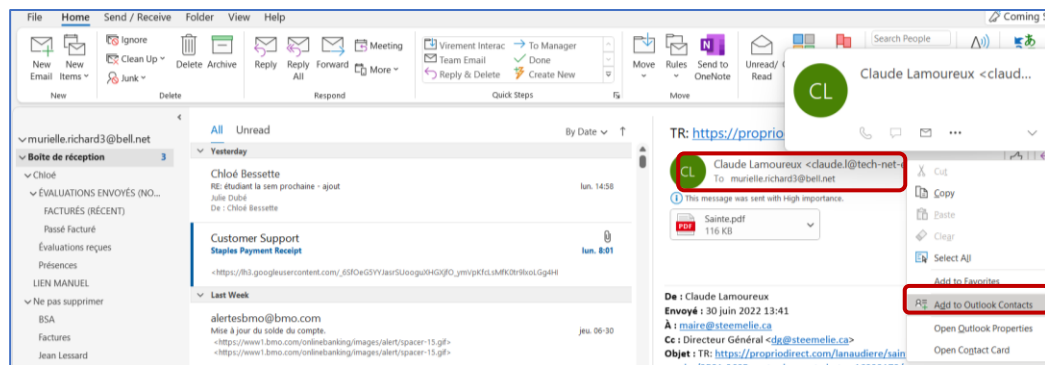 File Home Send / Receive Folder View Help Coming S
New Email New Items
Ignore
Clean Up
Junk
Delete Archive
Reply Reply All Forward
Meeting
More
Virement Interac To Manager
Team Email Done
Reply & Delete Create New
Move Rules Send to OneNote
Unread/ Read
Search People
New Delete Respond Quick Steps Move
Claude Lamoureux <claud...
CL
murielle.richard3@bell.net
Boîte de réception 3
Chloé
ÉVALUATIONS ENVOYÉS (NO...
FACTURÉS (RÉCENT)
Passé Facturé
Évaluations reçues
Présences
LIEN MANUEL
Ne pas supprimer
BSA
Factures
Jean Lessard
All Unread By Date
Yesterday
Chloé Bessette
RE: étudiant la sem prochaine - ajout lun. 14:58
Julie Dubé
De : Chloé Bessette
Customer Support
Staples Payment Receipt lun. 8:01
Last Week
alertesbmo@bmo.com
Mise à jour du solde du compte. jeu. 06-30
<https://www1.bmo.com/onlinebanking/images/alert/spacer-15.gif>
<https://www1.bmo.com/onlinebanking/images/alert/spacer-15.gif>
TR: https://proprio
CL
Claude Lamoureux <claude.l@tech-net-
To murielle.richard3@bell.net
This message was sent with High importance.
PDF
Sainte.pdf
116 KB
De : Claude Lamoureux
Envoyé : 30 juin 2022 13:41
À : maire@steemelie.ca
Cc : Directeur Général <dg@steemelie.ca>
Objet : TR: https://propriodirect.com/lanaudiere/sain
Cut
Copy
Paste
Clear
Select All
Add to Favorites
Add to Outlook Contacts
Open Outlook Properties
Open Contact Card